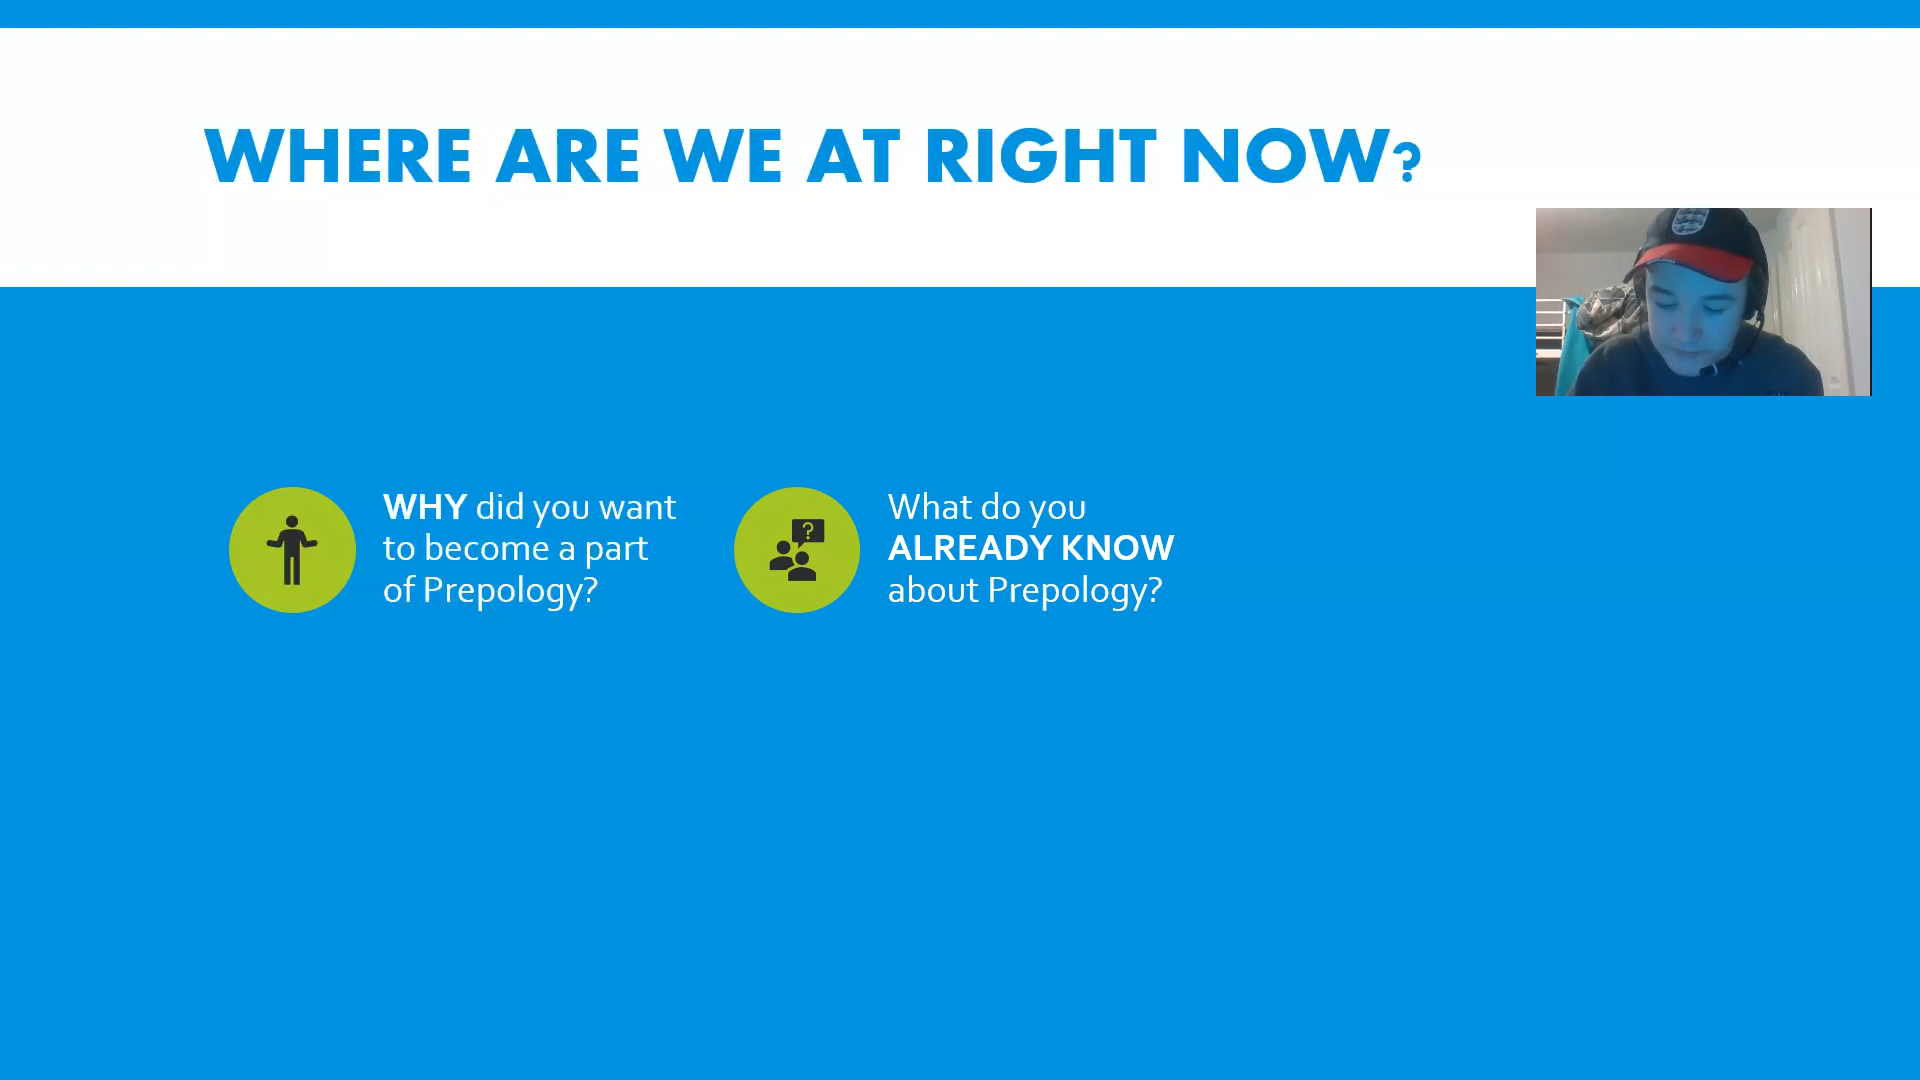 WHERE ARE WE AT RIGHT NOW?
WHY did you want
to become a part
of Prepology?
?
What do you
ALREADY KNOW
about Prepology?